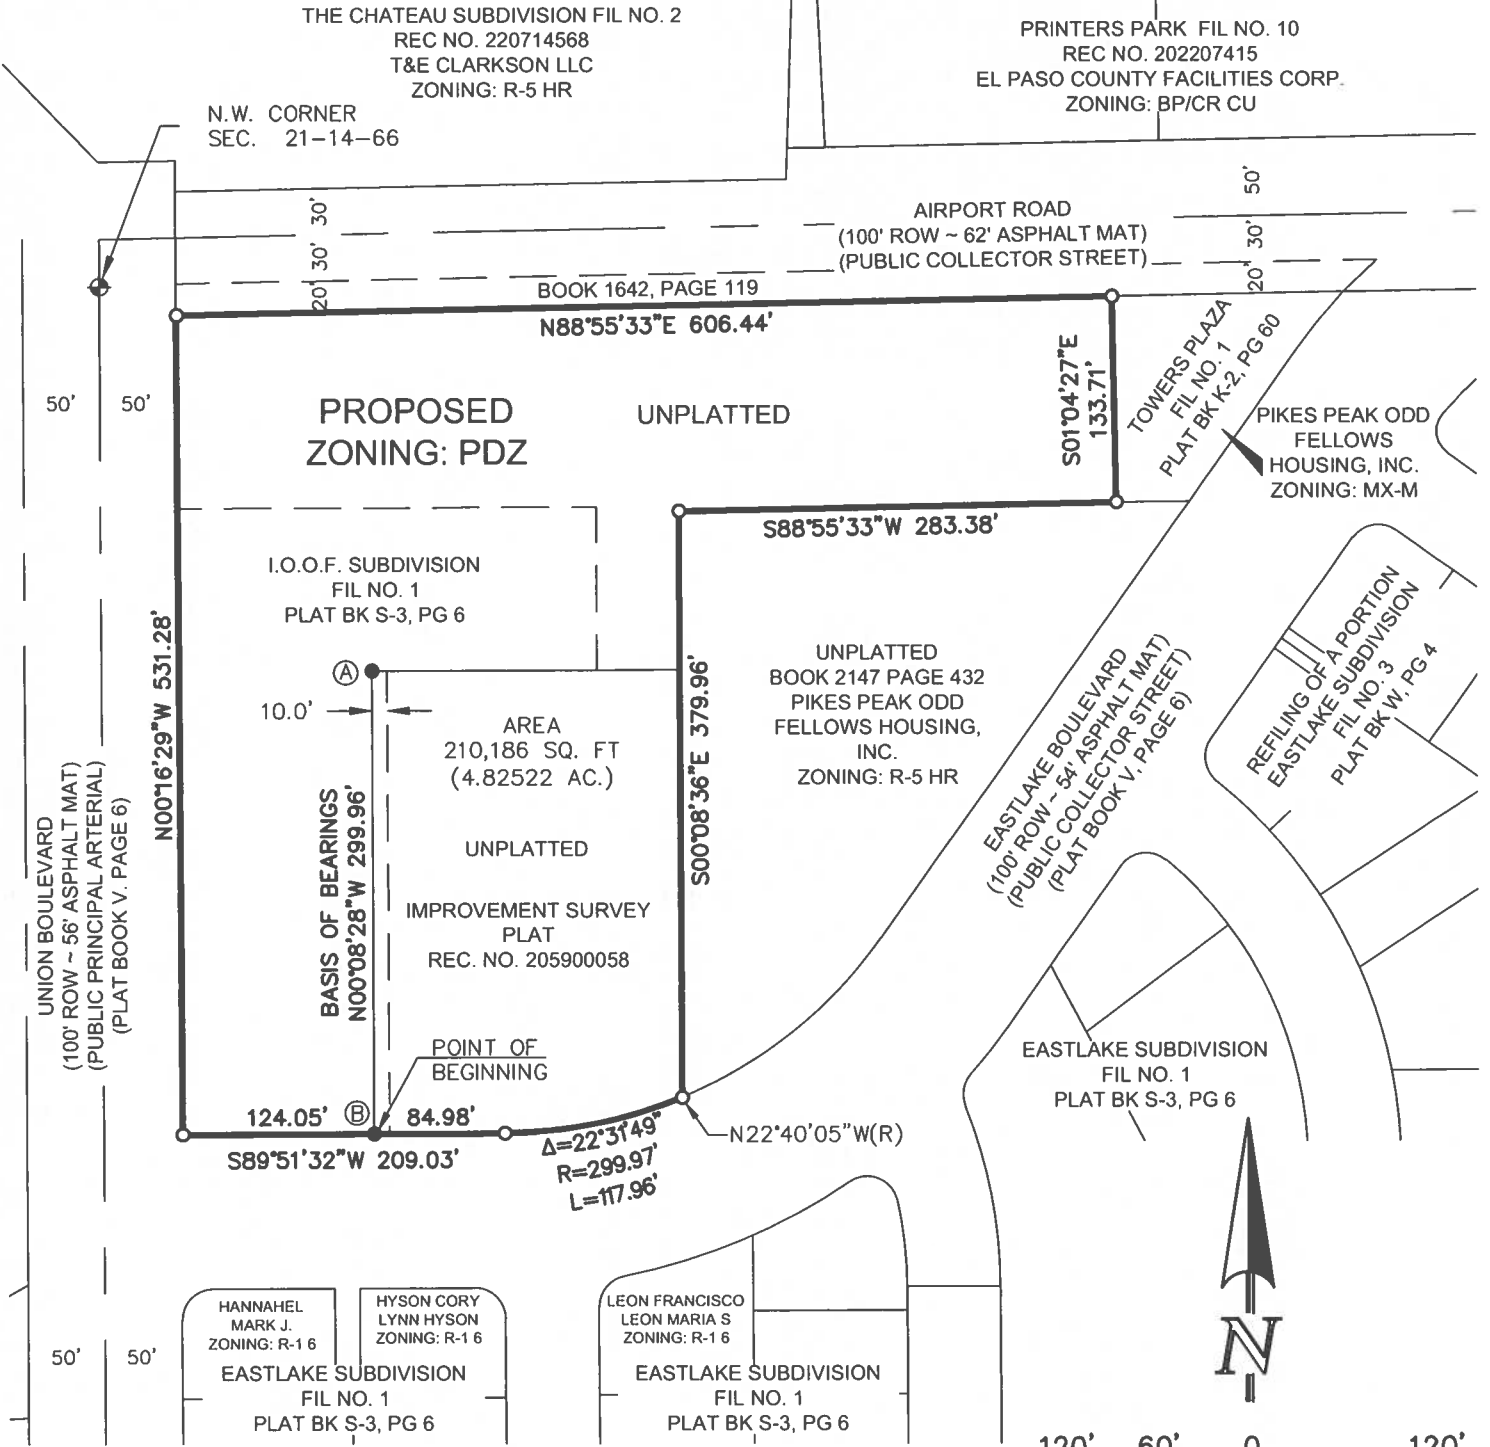 THE CHATEAU SUBDIVISION FIL NO. 2
REC NO. 220714568
T&E CLARKSON LLC
ZONING: R-5 HR
PRINTERS PARK FIL NO. 10
REC NO. 202207415
EL PASO COUNTY FACILITIES CORP.
ZONING: BP/CR CU
N.W. CORNER
SEC. 21-14-66
30'
30'
20'
50'
30'
20'
AIRPORT ROAD
(100' ROW ~ 62' ASPHALT MAT)
(PUBLIC COLLECTOR STREET)
BOOK 1642, PAGE 119
N88°55'33"E 606.44'
50'
50'
PROPOSED
ZONING: PDZ
UNPLATTED
S01°04'27"E
133.71'
TOWERS PLAZA
FIL NO. 1
PLAT BK K-2, PG 60
PIKES PEAK ODD
FELLOWS
HOUSING, INC.
ZONING: MX-M
S88°55'33"W 283.38'
I.O.O.F. SUBDIVISION
FIL NO. 1
PLAT BK S-3, PG 6
N00°16'29"W 531.28'
A
10.0'
AREA
210,186 SQ. FT
(4.82522 AC.)
UNPLATTED
IMPROVEMENT SURVEY
PLAT
REC. NO. 205900058
BASIS OF BEARINGS
N00°08'28"W 299.96'
S00°08'36"E 379.96'
UNPLATTED
BOOK 2147 PAGE 432
PIKES PEAK ODD
FELLOWS HOUSING,
INC.
ZONING: R-5 HR
EASTLAKE BOULEVARD
(100' ROW ~ 54' ASPHALT MAT)
(PUBLIC COLLECTOR STREET)
(PLAT BOOK V, PAGE 6)
REFILING OF A PORTION
EASTLAKE SUBDIVISION
FIL NO. 3
PLAT BK W, PG 4
UNION BOULEVARD
(100' ROW ~ 56' ASPHALT MAT)
(PUBLIC PRINCIPAL ARTERIAL)
(PLAT BOOK V. PAGE 6)
POINT OF
BEGINNING
124.05'
B
84.98'
S89°51'32"W 209.03'
Δ=22°31'49"
R=299.97'
L=117.96'
N22°40'05"W(R)
EASTLAKE SUBDIVISION
FIL NO. 1
PLAT BK S-3, PG 6
HANNAHEL
MARK J.
ZONING: R-1 6
HYSON CORY
LYNN HYSON
ZONING: R-1 6
LEON FRANCISCO
LEON MARIA S
ZONING: R-1 6
50'
50'
EASTLAKE SUBDIVISION
FIL NO. 1
PLAT BK S-3, PG 6
EASTLAKE SUBDIVISION
FIL NO. 1
PLAT BK S-3, PG 6
N
120' 60' 0 120'